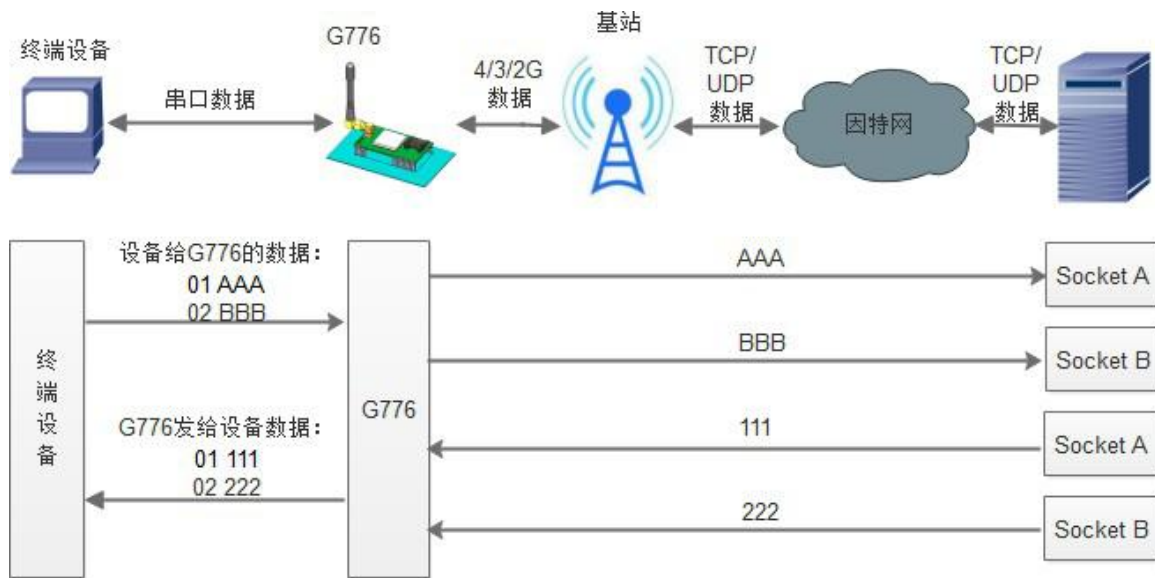 终端设备
G776
基站
串口数据
4/3/2G
数据
TCP/
UDP
数据
因特网
TCP/
UDP
数据
设备给G776的数据：
01 AAA
02 BBB
AAA
Socket A
BBB
Socket B
终端设备
G776
G776发给设备数据：
01 111
02 222
111
Socket A
222
Socket B